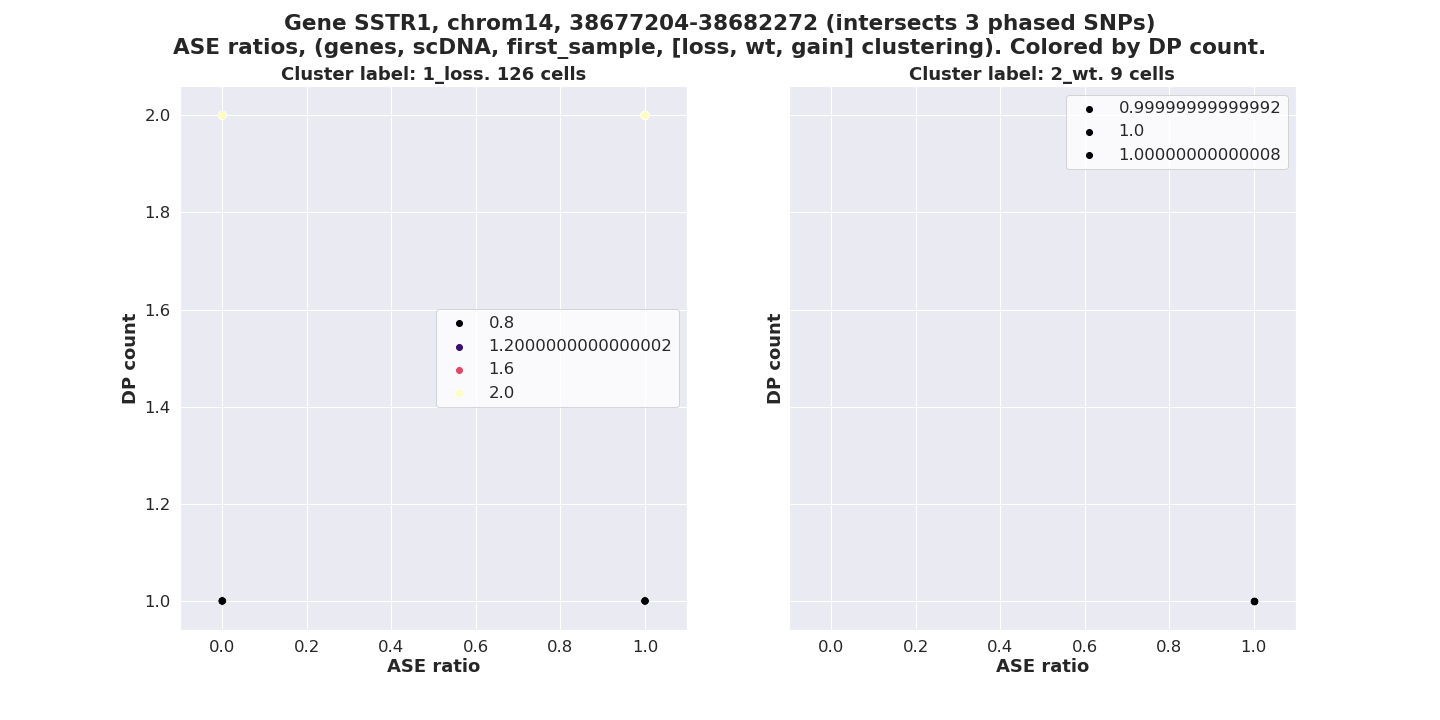 Gene SSTR1, chrom14, 38677204-38682272 (intersects 3 phased SNPs)
ASE ratios, (genes, scDNA, first_sample, [loss, wt, gain] clustering). Colored by DP count.
Cluster label: 1_loss. 126 cells
2.0
1.8
1.6
1.4
1.2
1.0
DP count
0.8
1.2000000000000002
1.6
2.0
0.0 0.2 0.4 0.6 0.8 1.0
ASE ratio
Cluster label: 2_wt. 9 cells
DP count
0.99999999999992
1.0
1.00000000000008
0.0 0.2 0.4 0.6 0.8 1.0
ASE ratio